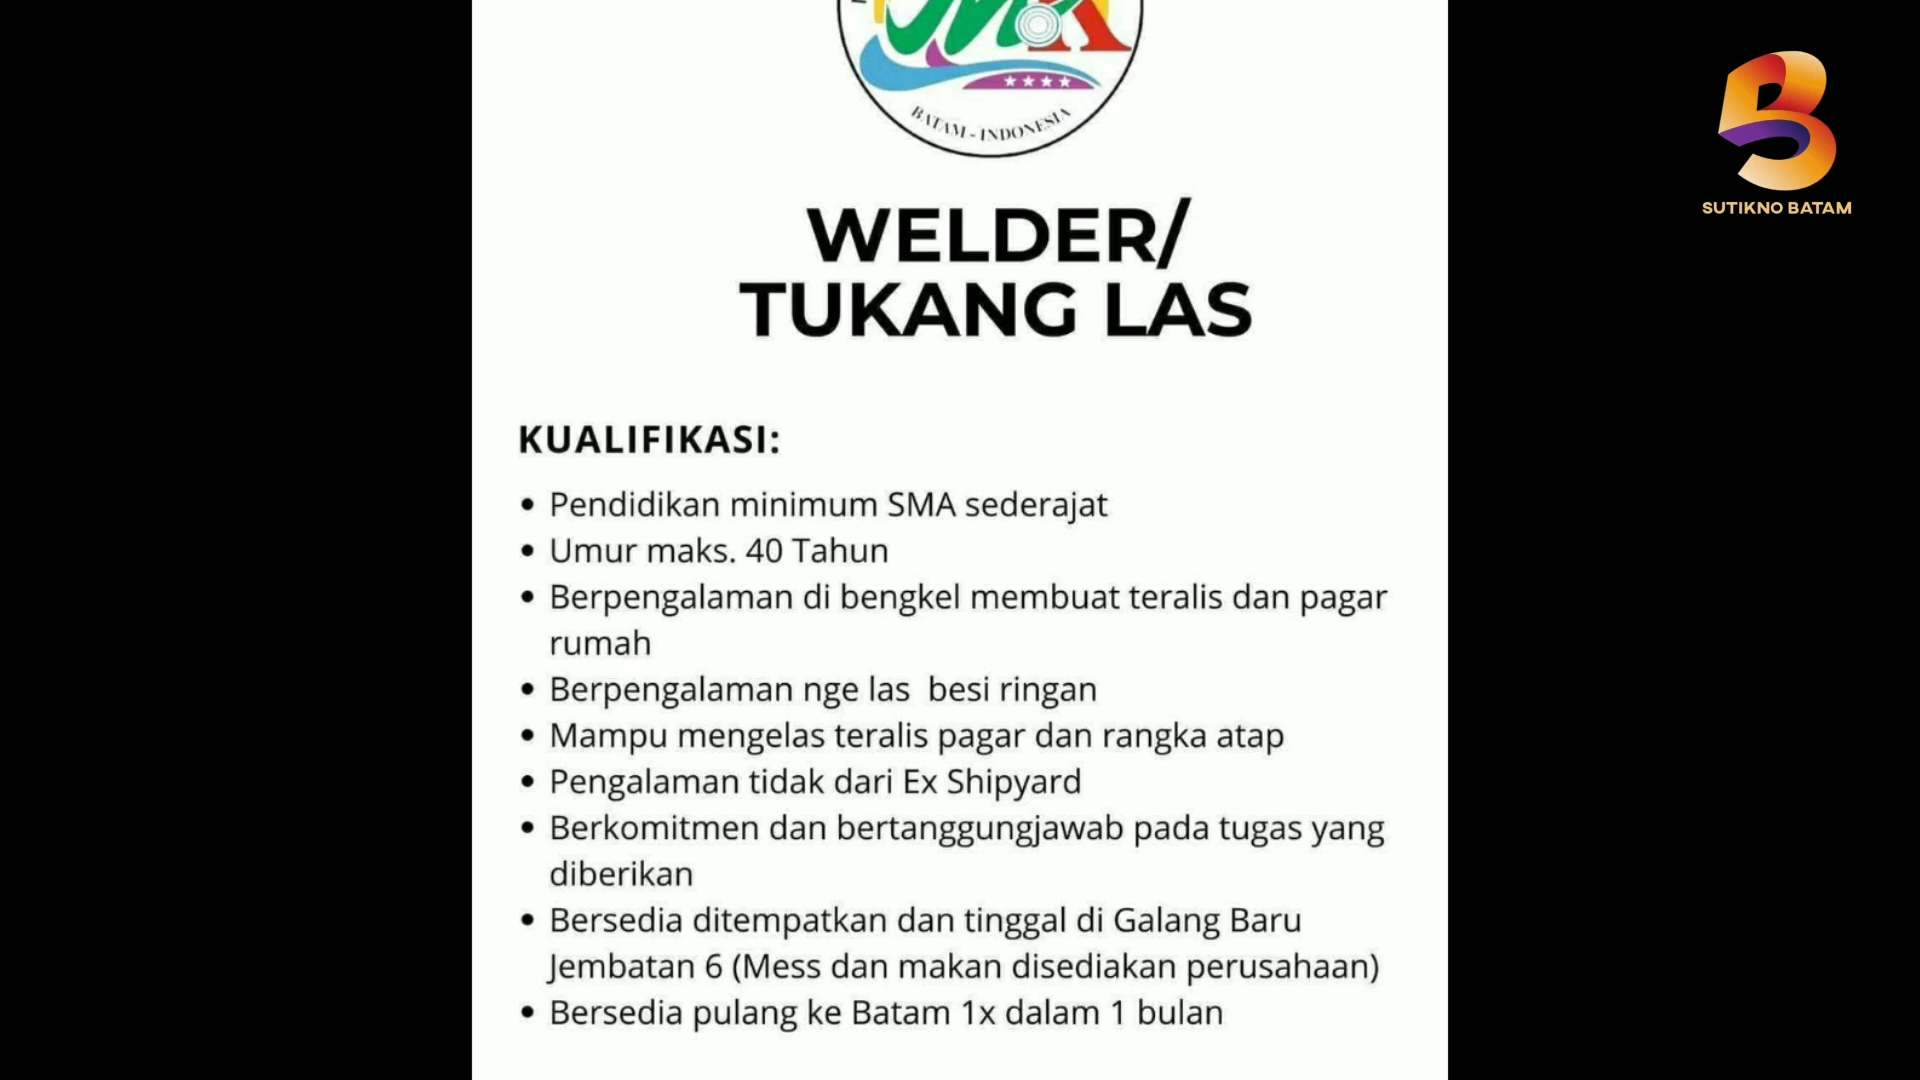 BATAM - INDONESIA
SUTIKNO BATAM
WELDER/
TUKANG LAS
KUALIFIKASI:
• Pendidikan minimum SMA sederajat
• Umur maks. 40 Tahun
• Berpengalaman di bengkel membuat teralis dan pagar
rumah
• Berpengalaman nge las  besi ringan
• Mampu mengelas teralis pagar dan rangka atap
• Pengalaman tidak dari Ex Shipyard
• Berkomitmen dan bertanggungjawab pada tugas yang
diberikan
• Bersedia ditempatkan dan tinggal di Galang Baru
Jembatan 6 (Mess dan makan disediakan perusahaan)
• Bersedia pulang ke Batam 1x dalam 1 bulan